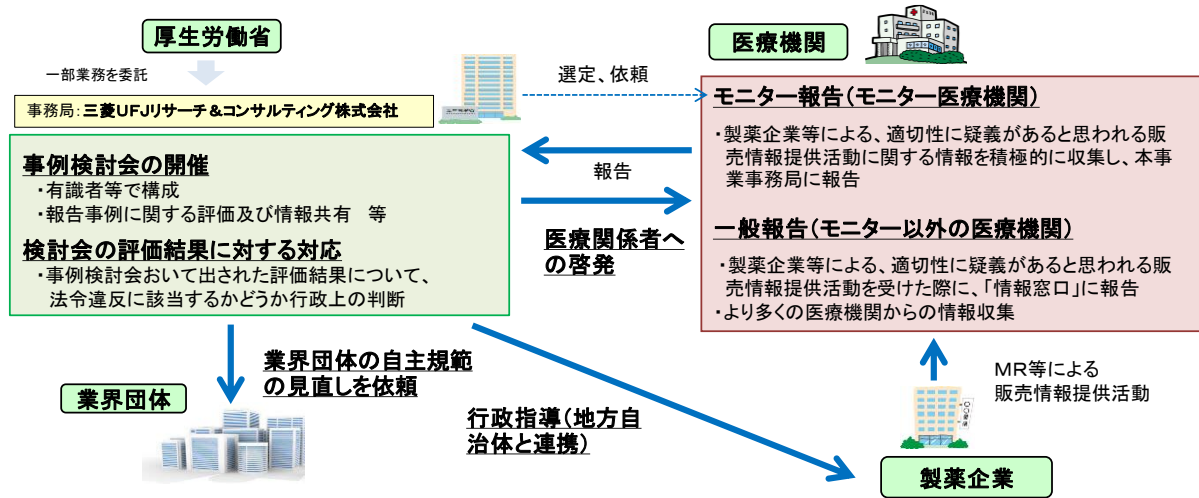 厚生労働省
一部業務を委託
事務局:三菱UFJリサーチ&コンサルティング株式会社
事例検討会の開催
・有識者等で構成
・報告事例に関する評価及び情報共有　等
検討会の評価結果に対する対応
・事例検討会おいて出された評価結果について、
法令違反に該当するかどうか行政上の判断
選定、依頼
報告
医療関係者へ
の啓発
医療機関
モニター報告(モニター医療機関)
・製薬企業等による、適切性に疑義があると思われる販
売情報提供活動に関する情報を積極的に収集し、本事
業事務局に報告
一般報告(モニター以外の医療機関)
・製薬企業等による、適切性に疑義があると思われる販
売情報提供活動を受けた際に、「情報窓口」に報告
・より多くの医療機関からの情報収集
業界団体の自主規範
の見直しを依頼
業界団体
行政指導(地方自
治体と連携)
MR等による
販売情報提供活動
製薬企業